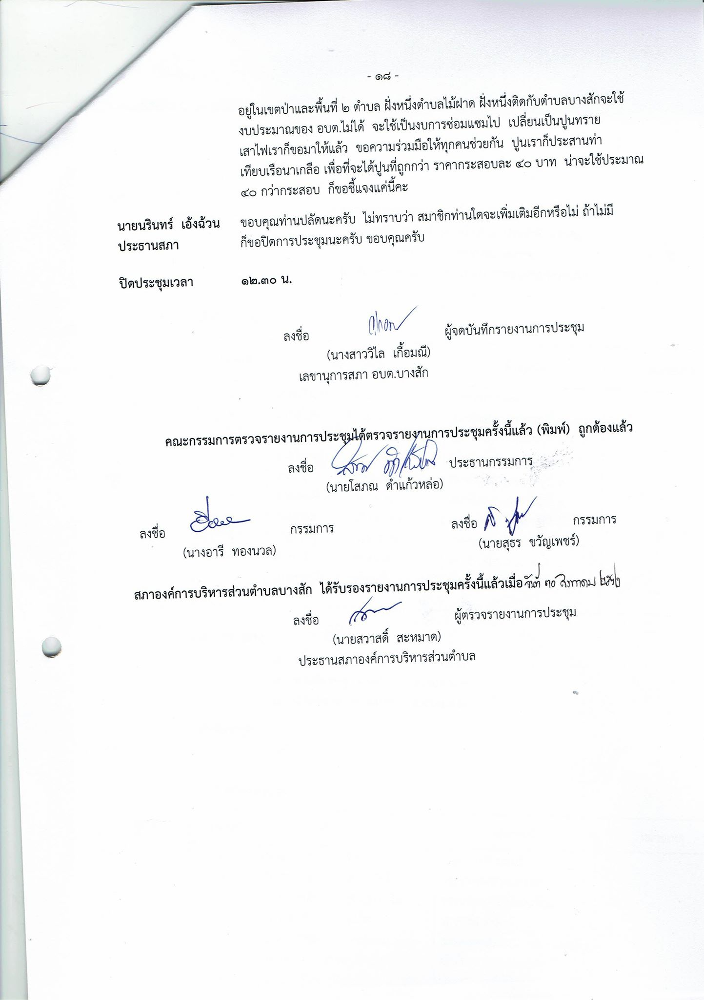 - ๑๘ -
อยู่ในเขตป่าและพื้นที่ ๒ ตำบล ฝั่งหนึ่งตำบลไม้ฝาด ฝั่งหนึ่งติดกับตำบลบางสักจะใช้
งบประมาณของ อบต.ไม่ได้ จะใช้เป็นงบการซ่อมแซมไป เปลี่ยนเป็นปูนทราย
เสาไฟเราก็ขอมาให้แล้ว ขอความร่วมมือให้ทุกคนช่วยกัน ปูนเราก็ประสานท่า
เทียบเรือนาเกลือ เพื่อที่จะได้ปูนที่ถูกกว่า ราคากระสอบละ ๔๐ บาท น่าจะใช้ประมาณ
๔๐ กว่ากระสอบ ก็ขอชี้แจงแค่นี้คะ
นายนรินทร์ เอ้งฉ้วน ขอบคุณท่านปลัดนะครับ ไม่ทราบว่า สมาชิกท่านใดจะเพิ่มเติมอีกหรือไม่ ถ้าไม่มี
ประธานสภา ก็ขอปิดการประชุมนะครับ ขอบคุณครับ
ปิดประชุมเวลา ๑๒.๓๐ น.
ลงชื่อ ผู้จดบันทึกรายงานการประชุม
(นางสาววิไล เกื้อมณี)
เลขานุการสภา อบต.บางสัก
คณะกรรมการตรวจรายงานการประชุมได้ตรวจรายงานการประชุมครั้งนี้แล้ว (พิมพ์) ถูกต้องแล้ว
ลงชื่อ ประธานกรรมการ
(นายโสภณ ดำแก้วหล่อ)
ลงชื่อ กรรมการ ลงชื่อ กรรมการ
(นางอารี ทองนวล) (นายสุธร ขวัญเพชร์)
สภาองค์การบริหารส่วนตำบลบางสัก ได้รับรองรายงานการประชุมครั้งนี้แล้วเมื่อ วันที่ ๓๐ สิงหาคม ๒๕๖๒
ลงชื่อ ผู้ตรวจรายงานการประชุม
(นายสวาสดิ์ สะหมาด)
ประธานสภาองค์การบริหารส่วนตำบล